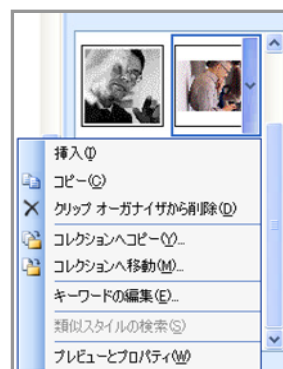 挿入(I)
コピー(C)
クリップ オーガナイザから削除(D)
コレクションへコピー(Y)...
コレクションへ移動(M)...
キーワードの編集(E)...
類似スタイルの検索(S)
プレビューとプロパティ(W)